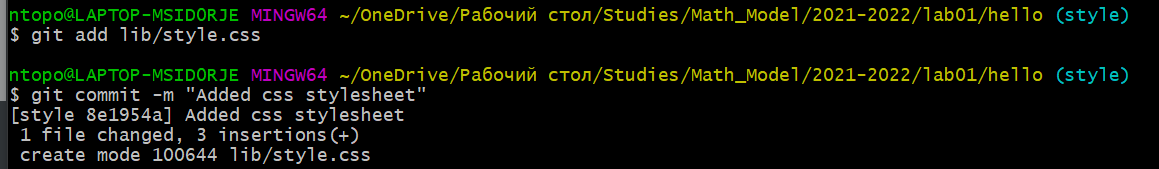 ntopo@LAPTOP-MSIDORJE MINGW64 ~/OneDrive/Рабочий стол/Studies/Math_Model/2021-2022/lab01/hello (style)
$ git add lib/style.css
ntopo@LAPTOP-MSIDORJE MINGW64 ~/OneDrive/Рабочий стол/Studies/Math_Model/2021-2022/lab01/hello (style)
$ git commit -m "Added css stylesheet"
[style 8e1954a] Added css stylesheet
 1 file changed, 3 insertions(+)
 create mode 100644 lib/style.css